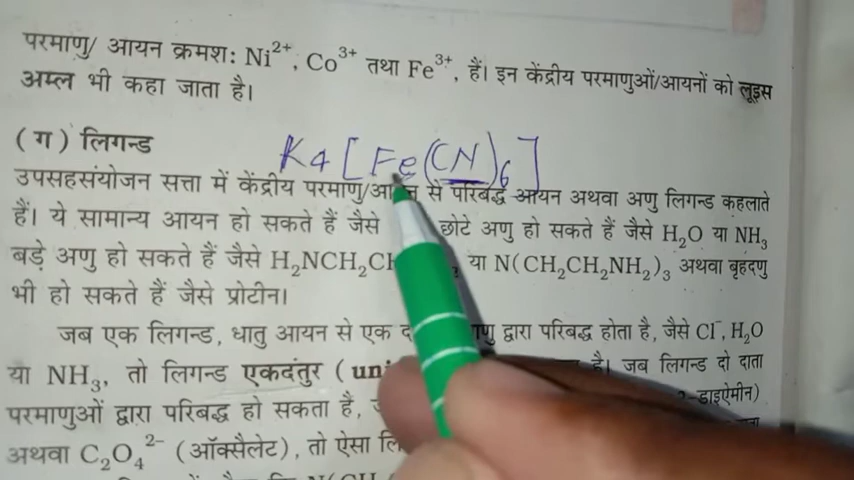 परमाणु/ आयन क्रमश: Ni²⁺, Co³⁺ तथा Fe³⁺, हैं। इन केंद्रीय परमाणुओं/आयनों को लूइस
अम्ल भी कहा जाता है।
(ग) लिगन्ड
K4 [Fe(CN)6]
उपसहसंयोजन सत्ता में केंद्रीय परमाणु/आयन से परिबद्ध आयन अथवा अणु लिगन्ड कहलाते
हैं। ये सामान्य आयन हो सकते हैं जैसे छोटे अणु हो सकते हैं जैसे H₂O या NH₃
बड़े अणु हो सकते हैं जैसे H₂NCH₂CH या N(CH₂CH₂NH₂)₃ अथवा बृहदणु
भी हो सकते हैं जैसे प्रोटीन।
जब एक लिगन्ड, धातु आयन से एक द द्वारा परिबद्ध होता है, जैसे Cl⁻, H₂O
या NH₃, तो लिगन्ड एकदंतुर (uni है। जब लिगन्ड दो दाता
परमाणुओं द्वारा परिबद्ध हो सकता है, डाइऐमीन)
अथवा C₂O₄²⁻ (ऑक्सैलेट), तो ऐसा